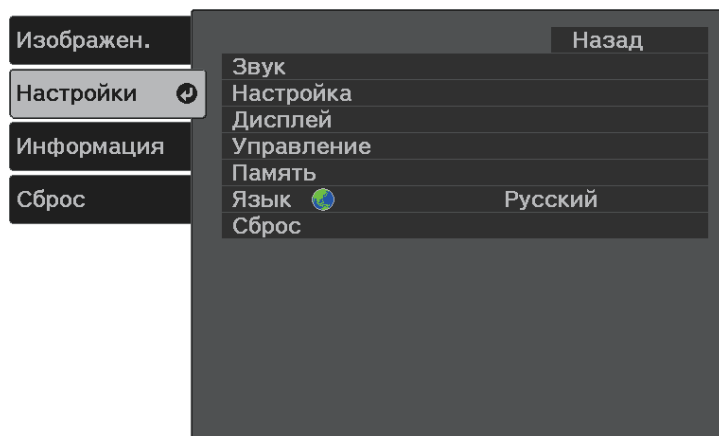 Изображен.
Настройки
Информация
Сброс
Назад
Звук
Настройка
Дисплей
Управление
Память
Язык Русский
Сброс